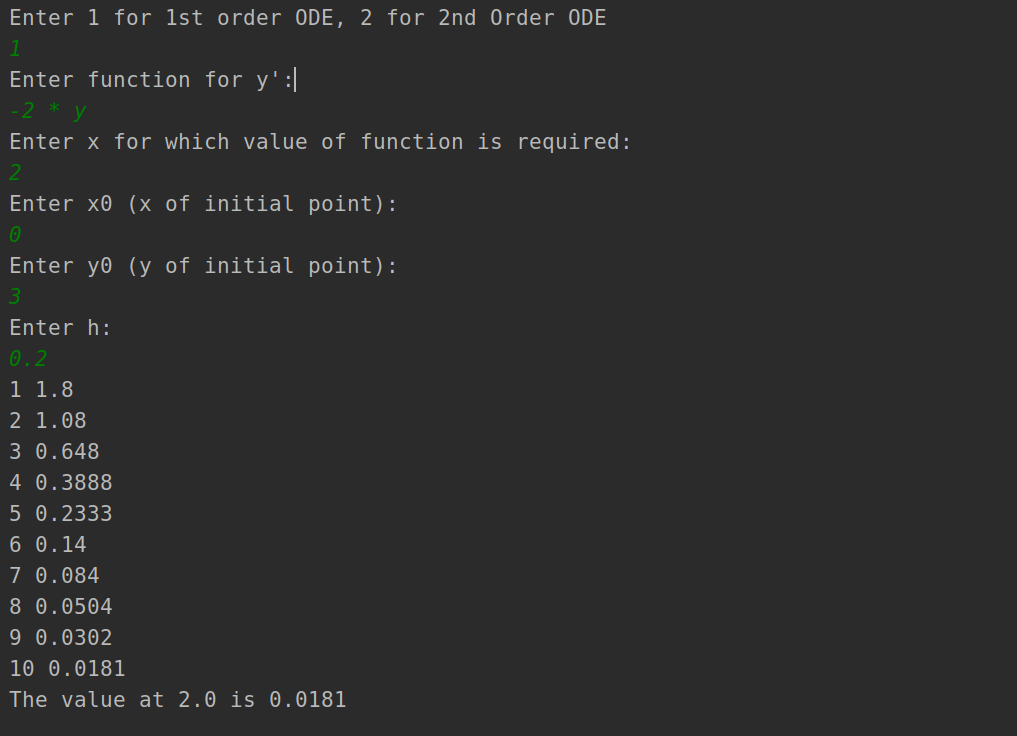 Enter 1 for 1st order ODE, 2 for 2nd Order ODE
1
Enter function for y':
-2 * y
Enter x for which value of function is required:
2
Enter x0 (x of initial point):
0
Enter y0 (y of initial point):
3
Enter h:
0.2
1 1.8
2 1.08
3 0.648
4 0.3888
5 0.2333
6 0.14
7 0.084
8 0.0504
9 0.0302
10 0.0181
The value at 2.0 is 0.0181